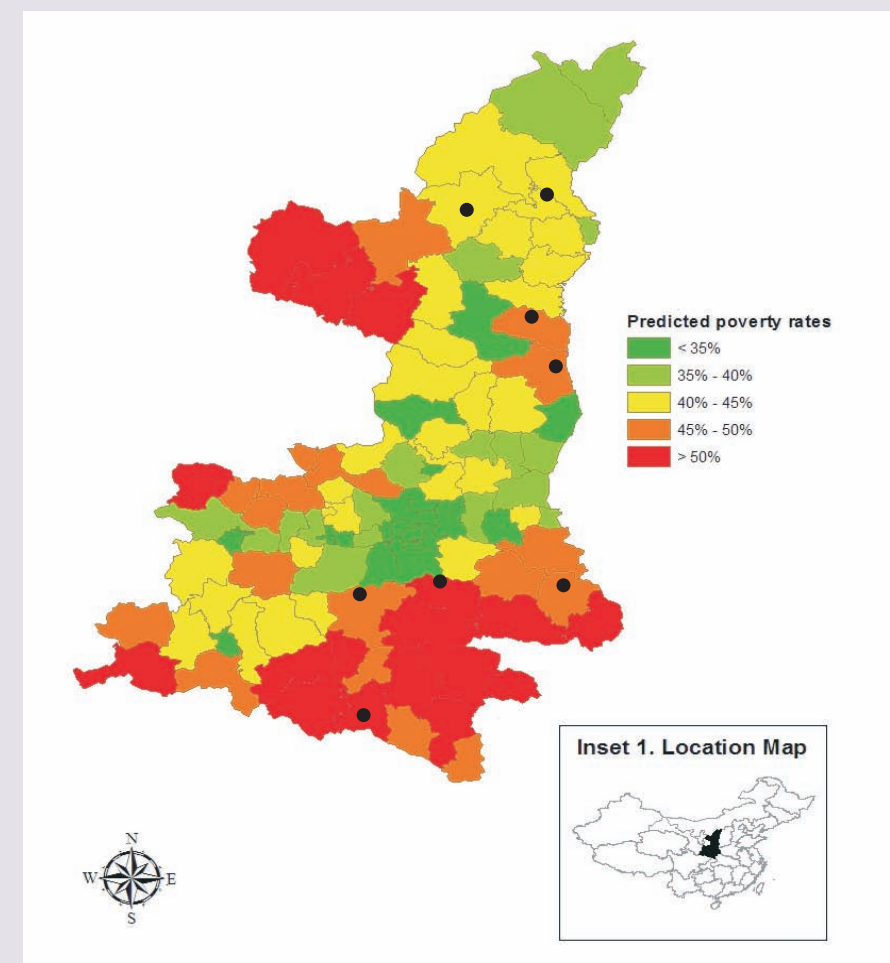 Predicted poverty rates
< 35%
35% - 40%
40% - 45%
45% - 50%
> 50%
Inset 1. Location Map
N
W E
S